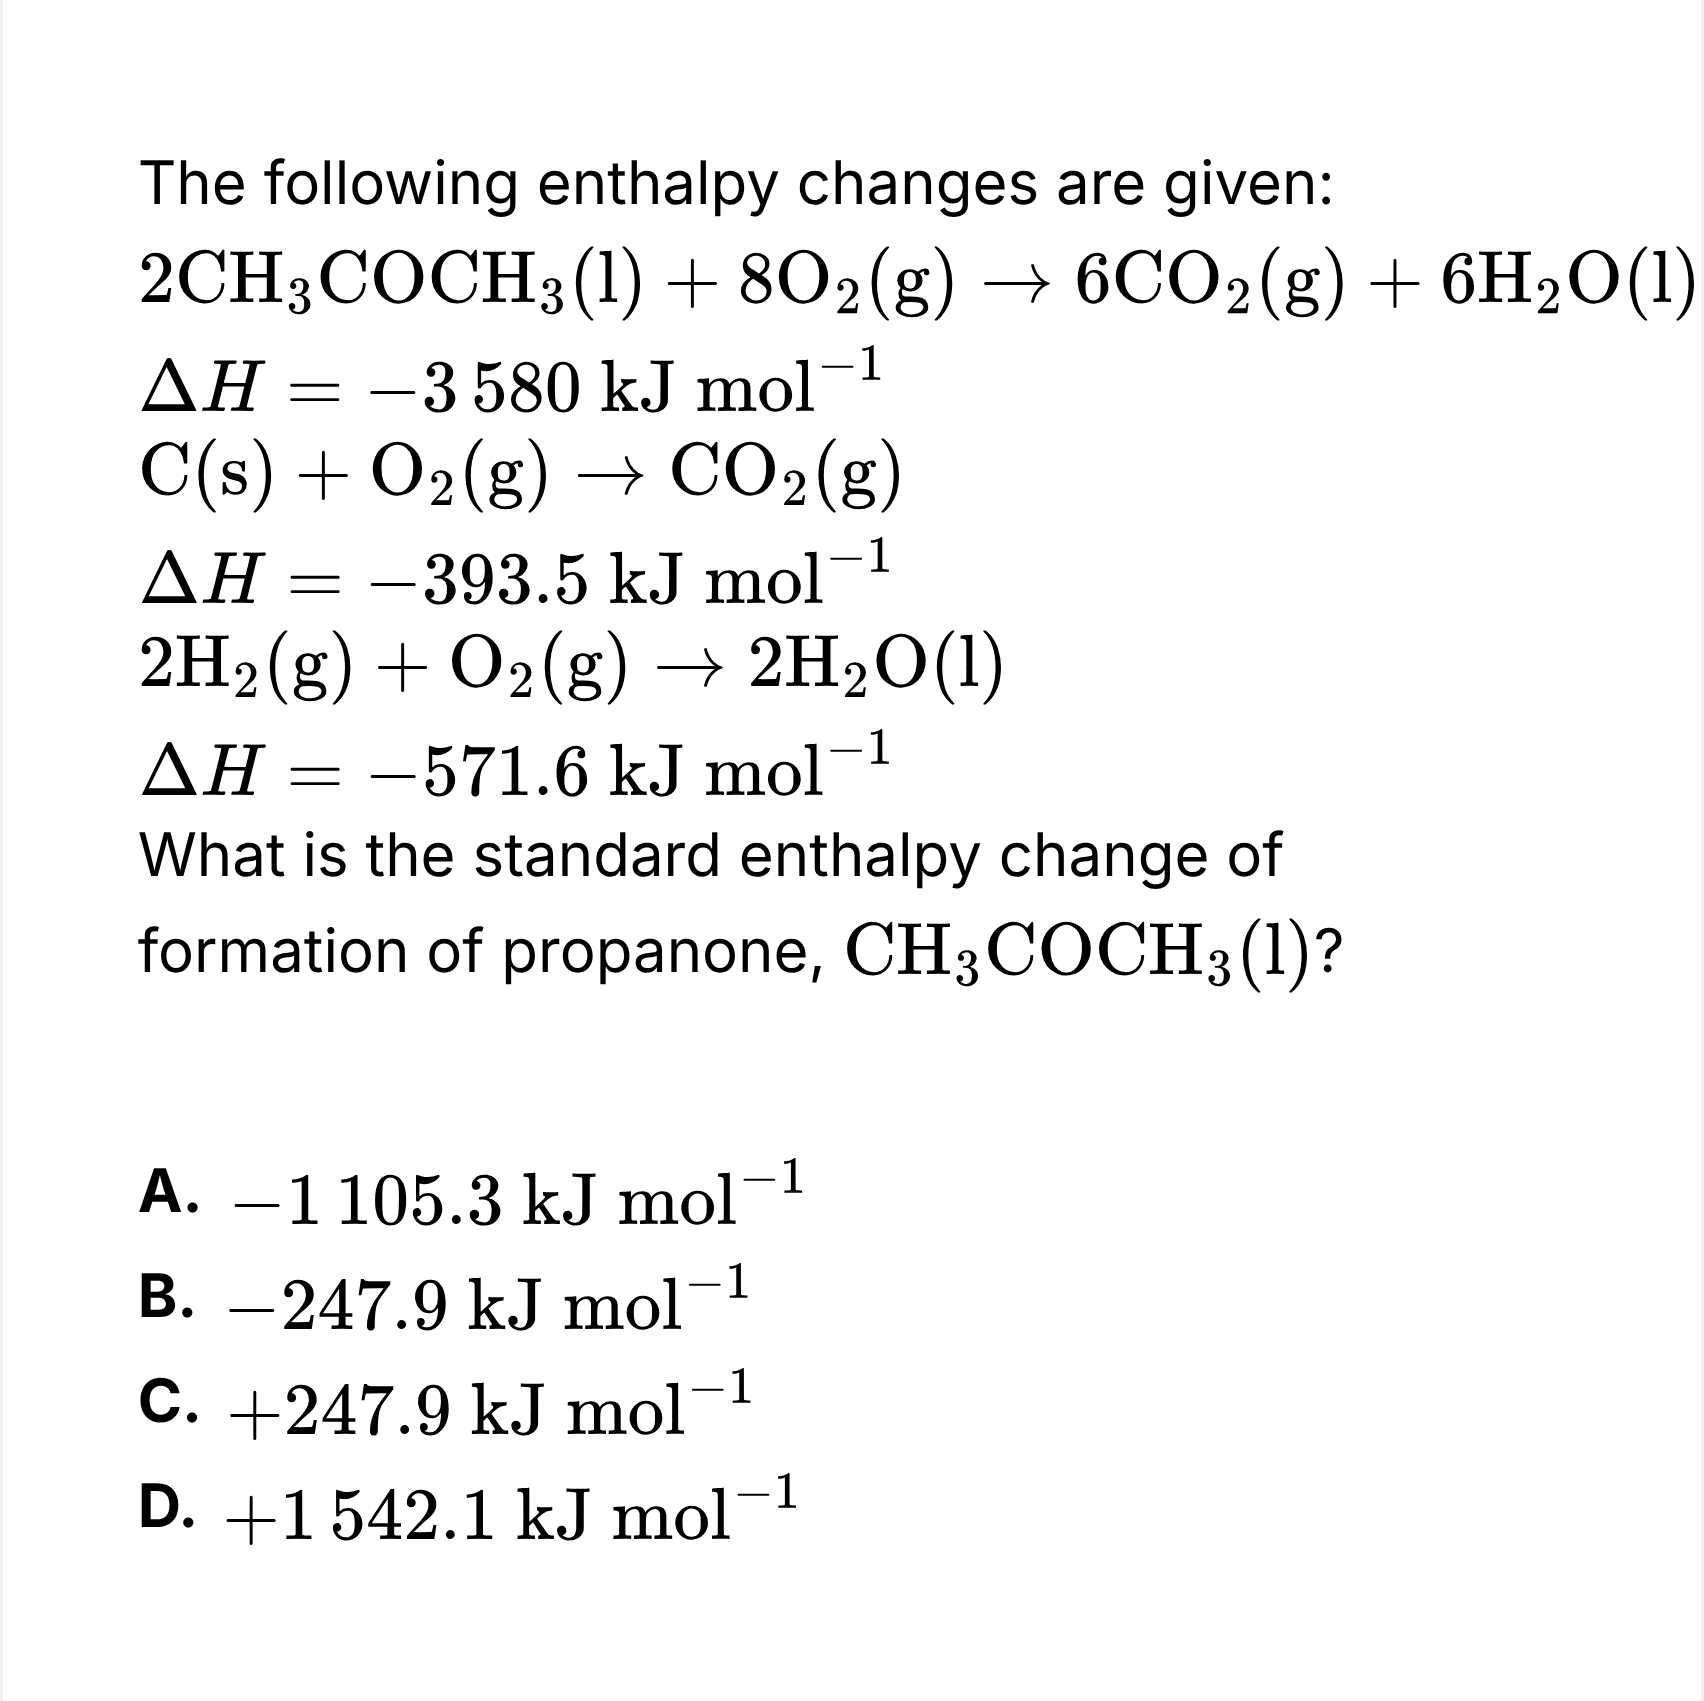 The following enthalpy changes are given:
2CH₃COCH₃(l) + 8O₂(g) → 6CO₂(g) + 6H₂O(l)
ΔH = −3 580 kJ mol⁻¹
C(s) + O₂(g) → CO₂(g)
ΔH = −393.5 kJ mol⁻¹
2H₂(g) + O₂(g) → 2H₂O(l)
ΔH = −571.6 kJ mol⁻¹
What is the standard enthalpy change of
formation of propanone, CH₃COCH₃(l)?
A. −1 105.3 kJ mol⁻¹
B. −247.9 kJ mol⁻¹
C. +247.9 kJ mol⁻¹
D. +1 542.1 kJ mol⁻¹